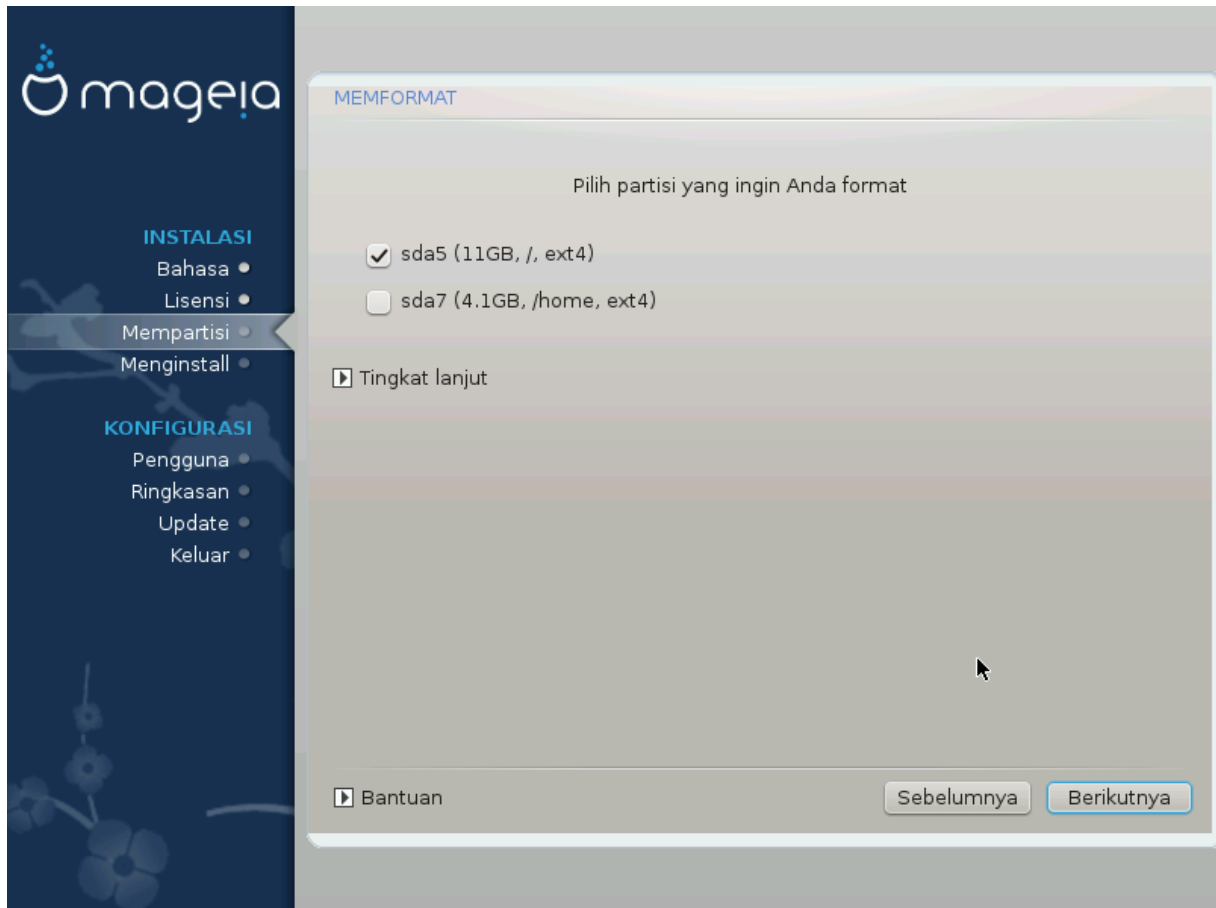 mageia
INSTALASI
Bahasa
Lisensi
Mempartisi
Menginstall
KONFIGURASI
Pengguna
Ringkasan
Update
Keluar
MEMFORMAT
Pilih partisi yang ingin Anda format
sda5 (11GB, /, ext4)
sda7 (4.1GB, /home, ext4)
Tingkat lanjut
Bantuan
Sebelumnya
Berikutnya